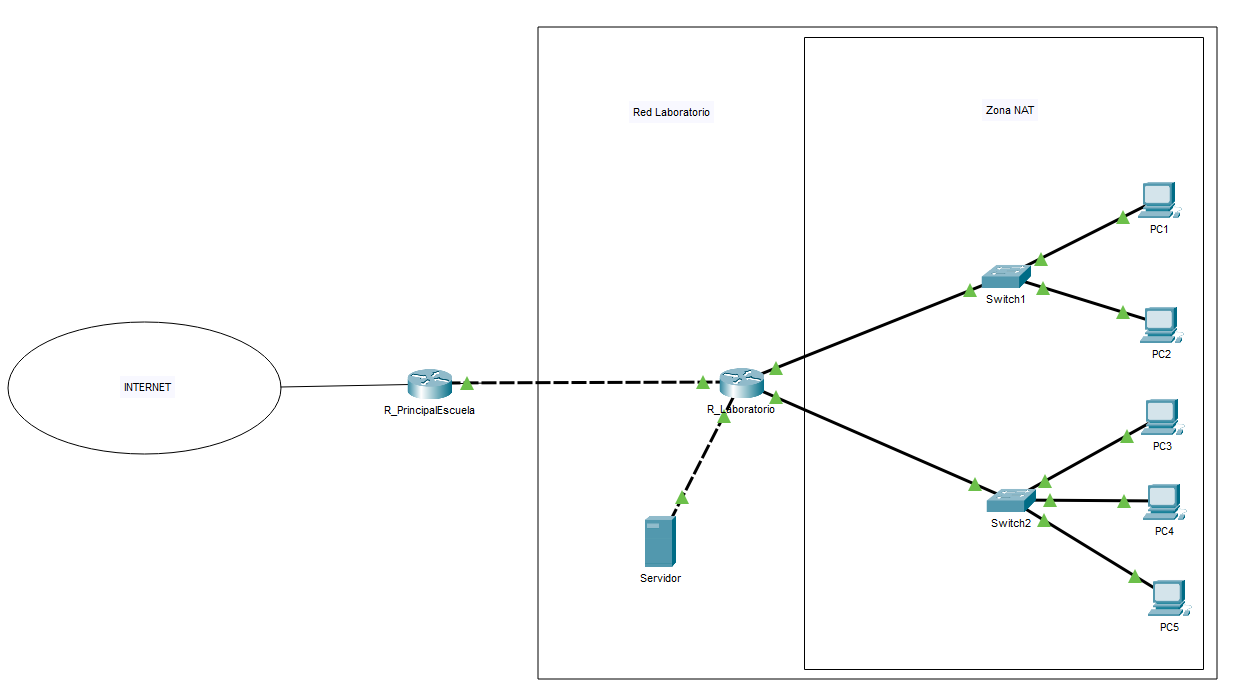 Red Laboratorio
Zona NAT
PC1
Switch1
PC2
INTERNET
R_PrincipalEscuela
R_Laboratorio
PC3
Switch2
PC4
Servidor
PC5